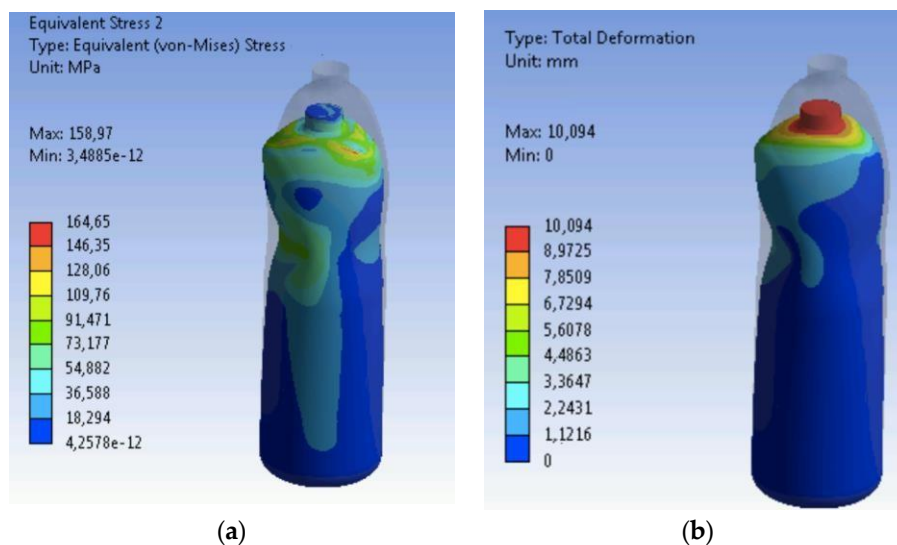 Equivalent Stress 2
Type: Equivalent (von-Mises) Stress
Unit: MPa
Max: 158,97
Min: 3,4885e-12
164,65
146,35
128,06
109,76
91,471
73,177
54,882
36,588
18,294
4,2578e-12
(a)
Type: Total Deformation
Unit: mm
Max: 10,094
Min: 0
10,094
8,9725
7,8509
6,7294
5,6078
4,4863
3,3647
2,2431
1,1216
0
(b)